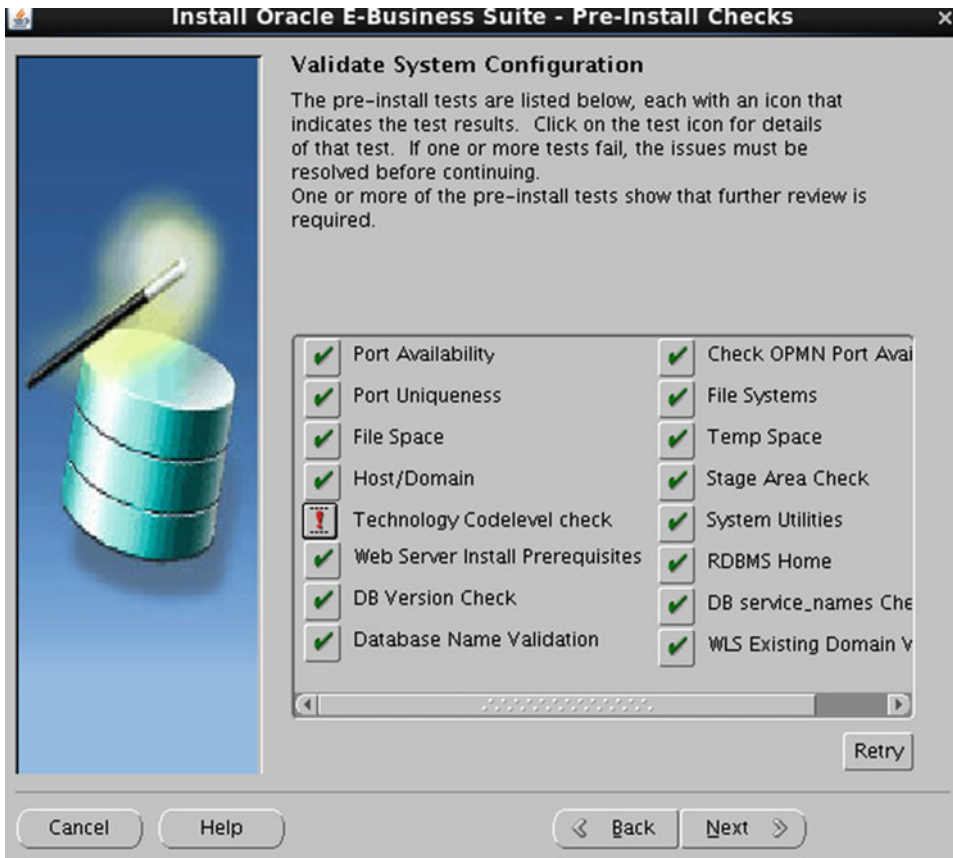 Install Oracle E-Business Suite - Pre-Install Checks
Validate System Configuration
The pre-install tests are listed below, each with an icon that
indicates the test results. Click on the test icon for details
of that test. If one or more tests fail, the issues must be
resolved before continuing.
One or more of the pre-install tests show that further review is
required.
Port Availability
Check OPMN Port Avai
Port Uniqueness
File Systems
File Space
Temp Space
Host/Domain
Stage Area Check
Technology Codelevel check
System Utilities
Web Server Install Prerequisites
RDBMS Home
DB Version Check
DB service_names Che
Database Name Validation
WLS Existing Domain V
Retry
Cancel
Help
Back
Next